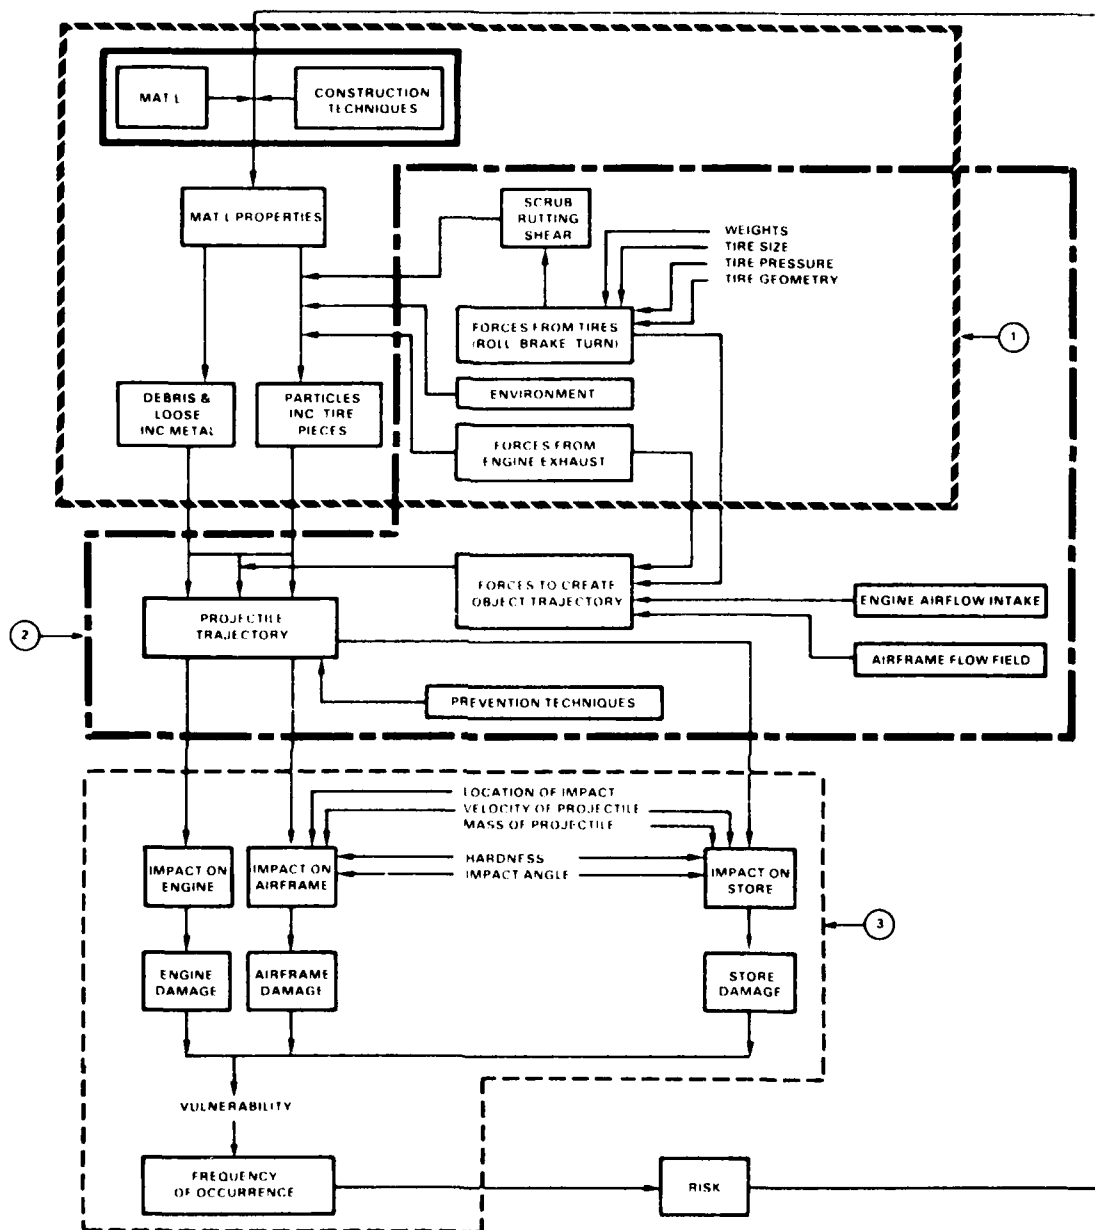 MAT L
CONSTRUCTION
TECHNIQUES
MAT L PROPERTIES
SCRUB
RUTTING
SHEAR
WEIGHTS
TIRE SIZE
TIRE PRESSURE
TIRE GEOMETRY
FORCES FROM TIRES
(ROLL BRAKE TURN)
1
DEBRIS &
LOOSE
INC METAL
PARTICLES
INC TIRE
PIECES
ENVIRONMENT
FORCES FROM
ENGINE EXHAUST
FORCES TO CREATE
OBJECT TRAJECTORY
ENGINE AIRFLOW INTAKE
PROJECTILE
TRAJECTORY
2
AIRFRAME FLOW FIELD
PREVENTION TECHNIQUES
LOCATION OF IMPACT
VELOCITY OF PROJECTILE
MASS OF PROJECTILE
HARDNESS
IMPACT ANGLE
IMPACT ON
ENGINE
IMPACT ON
AIRFRAME
IMPACT ON
STORE
3
ENGINE
DAMAGE
AIRFRAME
DAMAGE
STORE
DAMAGE
VULNERABILITY
FREQUENCY
OF OCCURRENCE
RISK